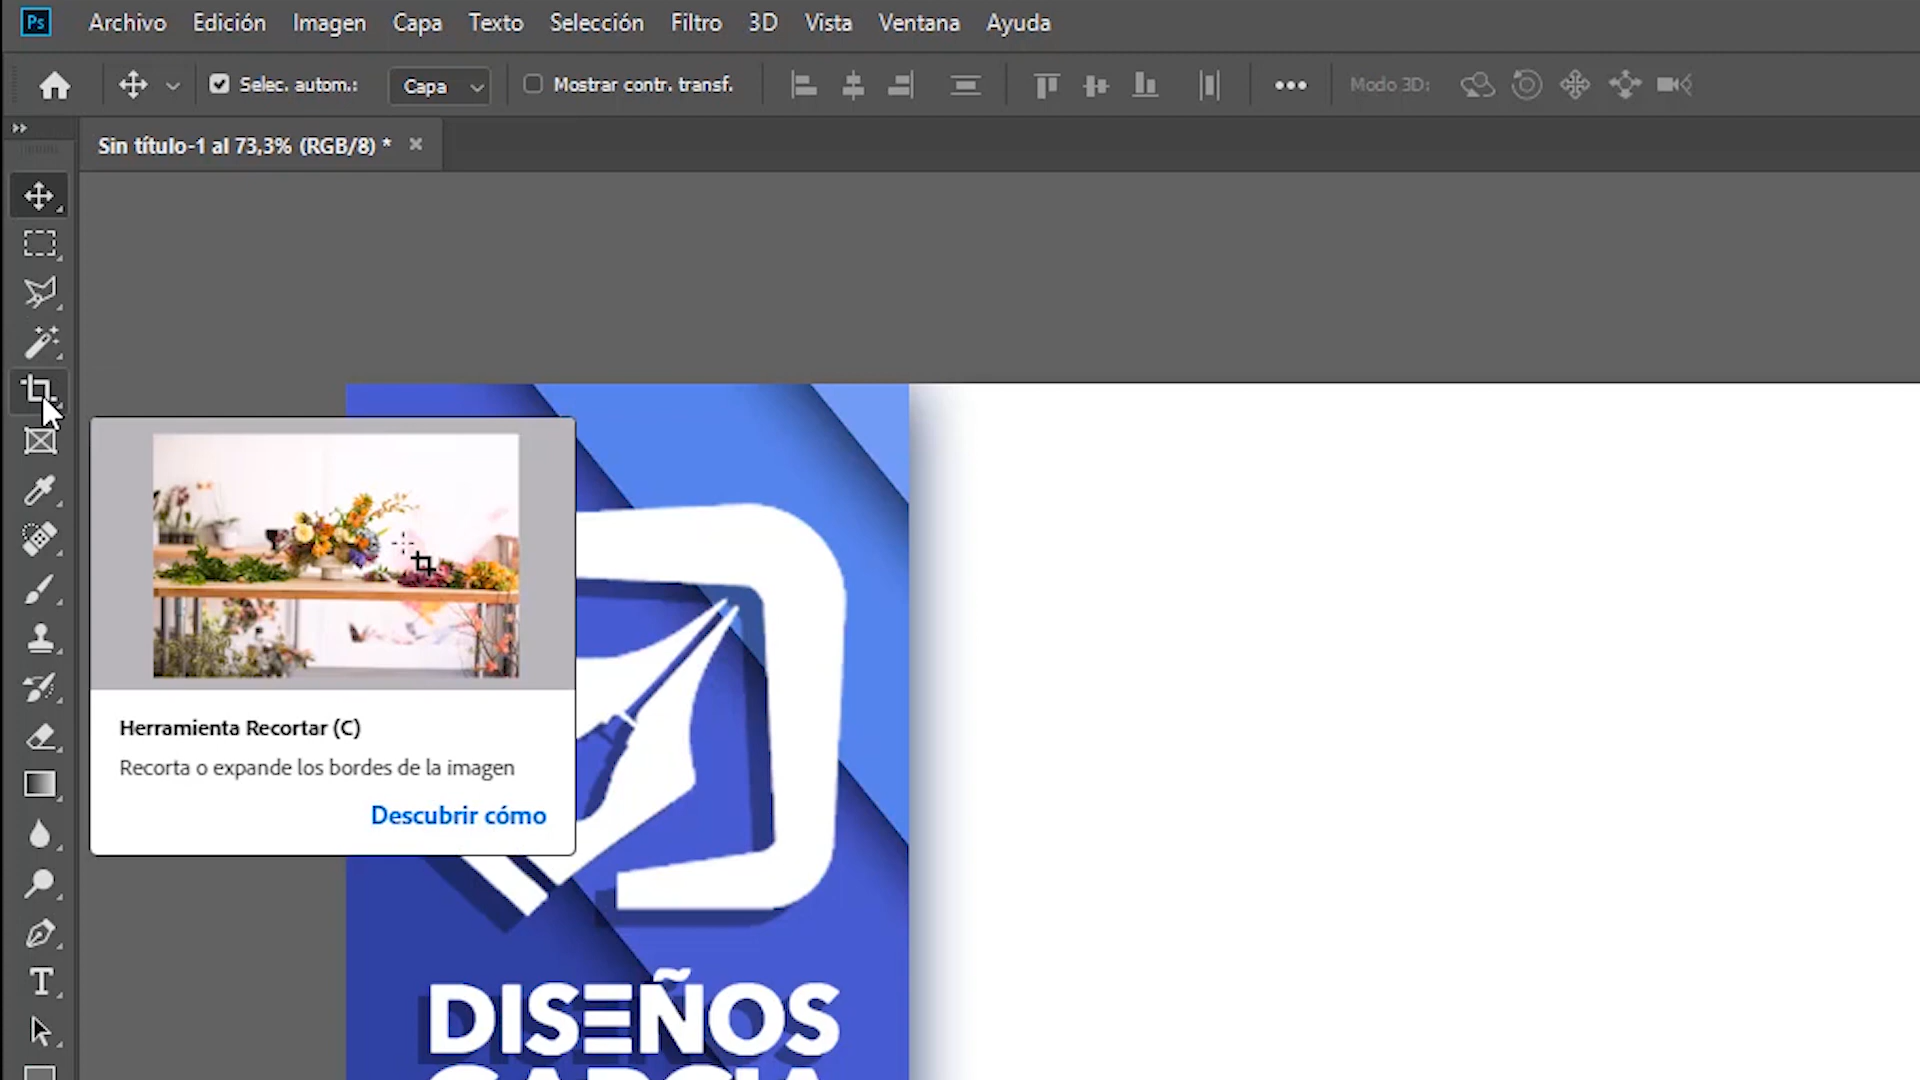 Ps Archivo Edición Imagen Capa Texto Selección Filtro 3D Vista Ventana Ayuda
Selec. autom.: Capa Mostrar contr. transf. Modo 3D:
Sin título-1 al 73,3% (RGB/8) *
Herramienta Recortar (C)
Recorta o expande los bordes de la imagen
Descubrir cómo
DISEÑOS
GARCIA